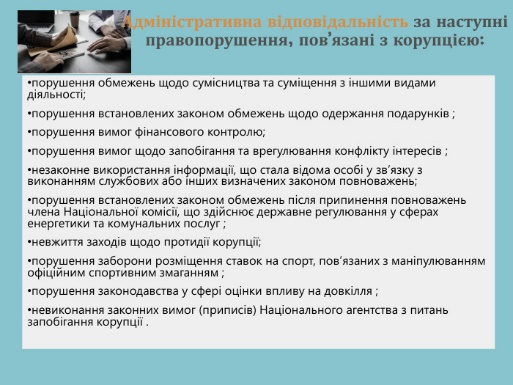 Адміністративна відповідальність за наступні
правопорушення, пов’язані з корупцією:
•порушення обмежень щодо сумісництва та суміщення з іншими видами
діяльності;
•порушення встановлених законом обмежень щодо одержання подарунків ;
•порушення вимог фінансового контролю;
•порушення вимог щодо запобігання та врегулювання конфлікту інтересів ;
•незаконне використання інформації, що стала відома особі у зв’язку з
виконанням службових або інших визначених законом повноважень;
•порушення встановлених законом обмежень після припинення повноважень
члена Національної комісії, що здійснює державне регулювання у сферах
енергетики та комунальних послуг ;
•невжиття заходів щодо протидії корупції;
•порушення заборони розміщення ставок на спорт, пов’язаних з маніпулюванням
офіційним спортивним змаганням ;
•порушення законодавства у сфері оцінки впливу на довкілля ;
•невиконання законних вимог (приписів) Національного агентства з питань
запобігання корупції .